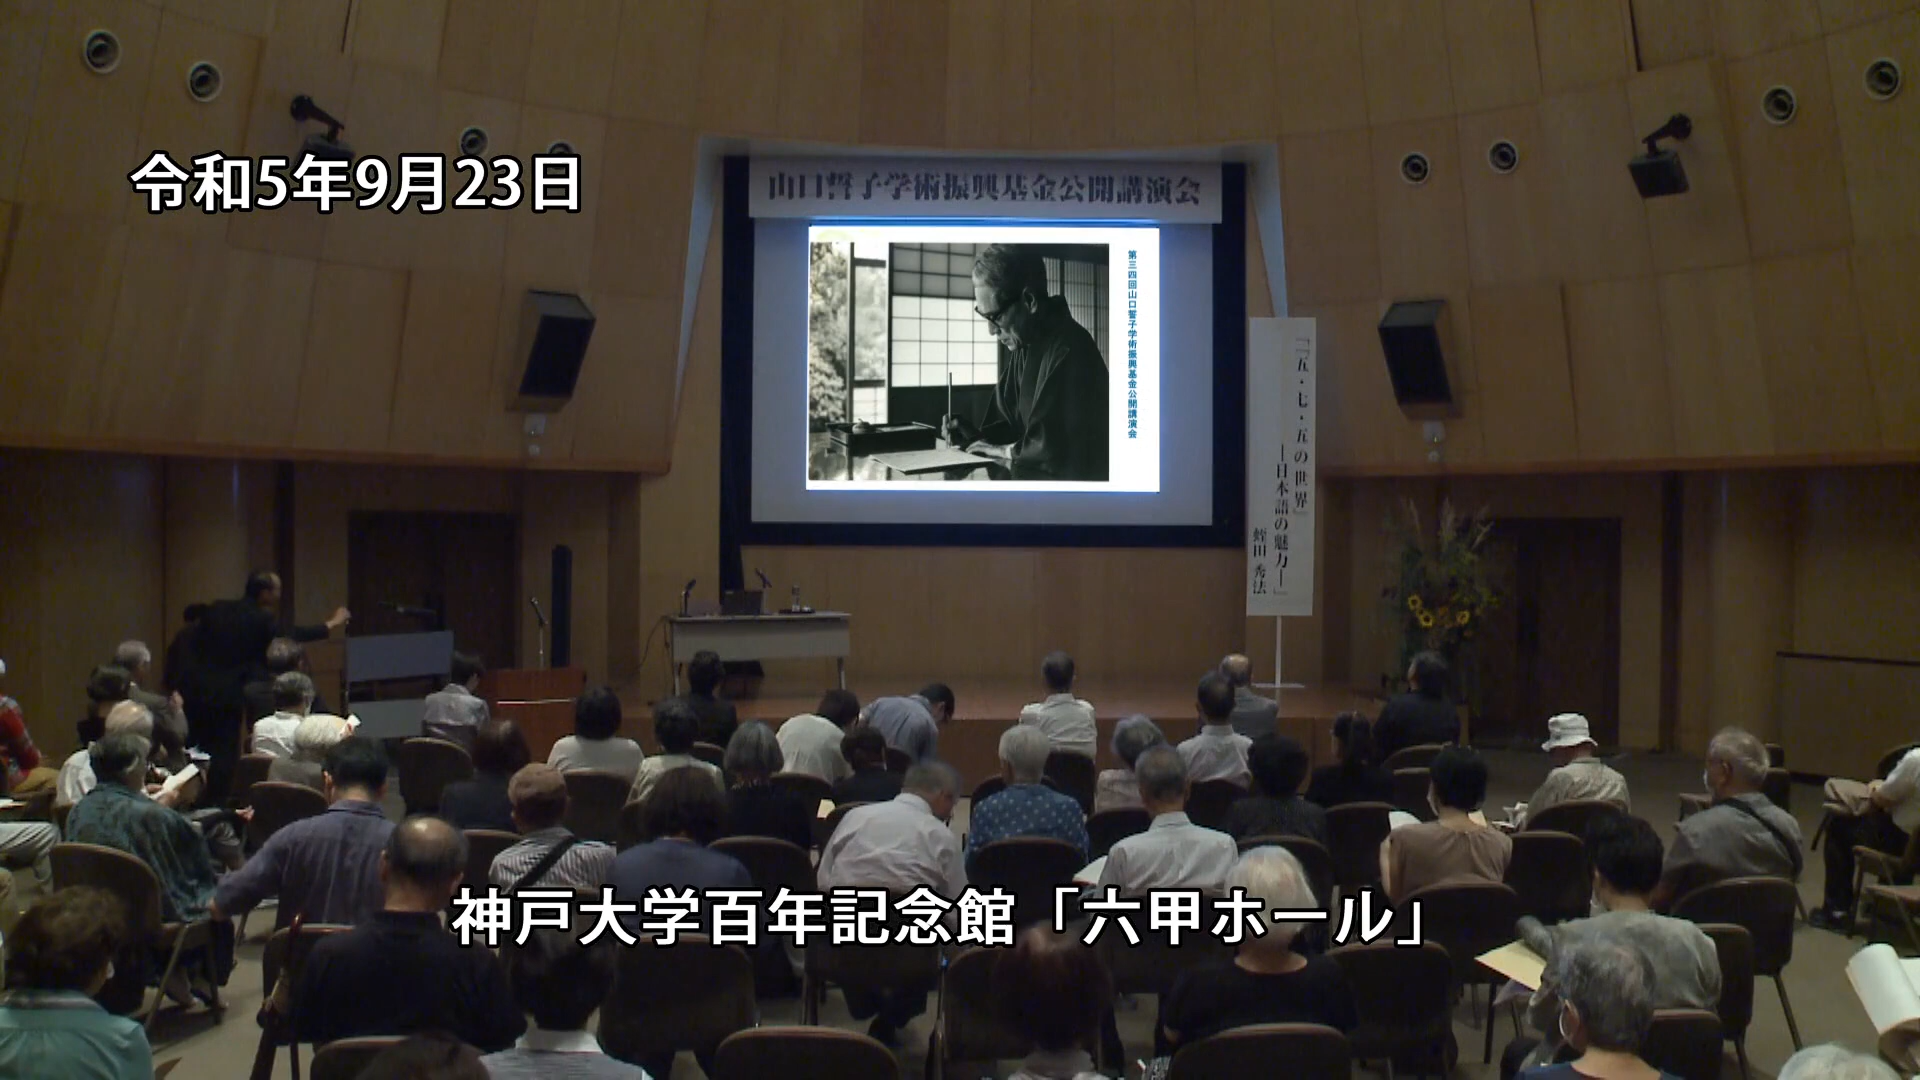 令和5年9月23日
山口誓子学術振興基金公開講演会
第三四回山口誓子学術振興基金公開講演会
『「五・七・五の世界』
―日本語の魅力―』
蛭田 秀法
神戸大学百年記念館「六甲ホール」